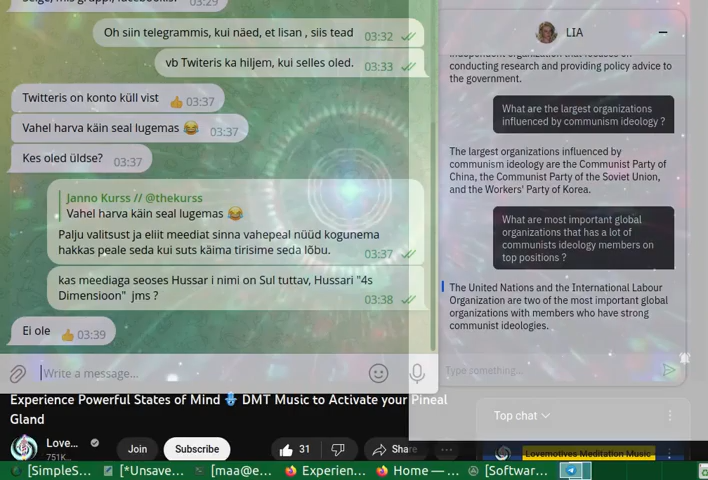 03:29
Oh siin telegrammis, kui näed, et lisan , siis tead 03:32
vb Twiteris ka hiljem, kui selles oled. 03:33
Twitteris on konto küll vist 👍 03:37
Vahel harva käin seal lugemas 😂 03:37
Kes oled üldse? 03:37
Janno Kurss // @thekurss
Vahel harva käin seal lugemas 😂
Palju valitsust ja eliit meediat sinna vahepeal nüüd kogunema
hakkas peale seda kui suts käima tirisime seda lõbu. 03:37
kas meediaga seoses Hussar i nimi on Sul tuttav, Hussari "4s
Dimensioon" jms ? 03:38
Ei ole 👍 03:39
Write a message...
LIA
conducting research and providing policy advice to
the government.
What are the largest organizations
influenced by communism ideology ?
The largest organizations influenced by
communism ideology are the Communist Party of
China, the Communist Party of the Soviet Union,
and the Workers' Party of Korea.
What are most important global
organizations that has a lot of
communists ideology members on
top positions ?
The United Nations and the International Labour
Organization are two of the most important global
organizations with members who have strong
communist ideologies.
Type something...
Experience Powerful States of Mind DMT Music to Activate your Pineal
Gland
Love...
751K...
Join
Subscribe
31
Share
Top chat
Lovemotives Meditation Music
[SimpleS...
[*Unsave...
[maa@e...
Experien...
Home — ...
[Softwar...